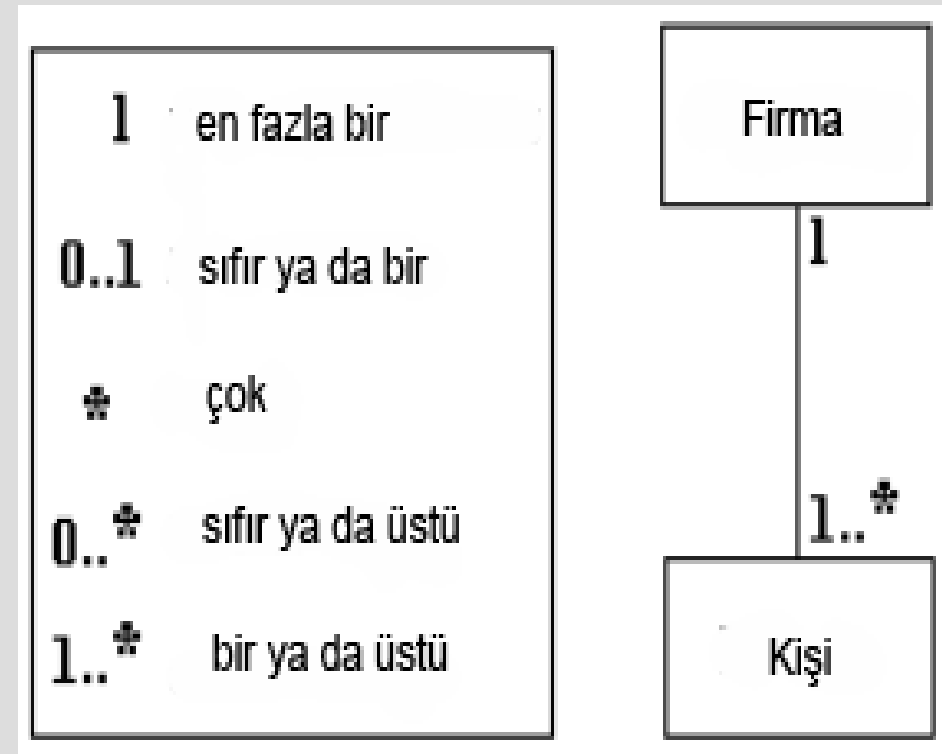 1 en fazla bir
0..1 sıfır ya da bir
* çok
0..* sıfır ya da üstü
1..* bir ya da üstü
Firma
1
1..*
Kişi